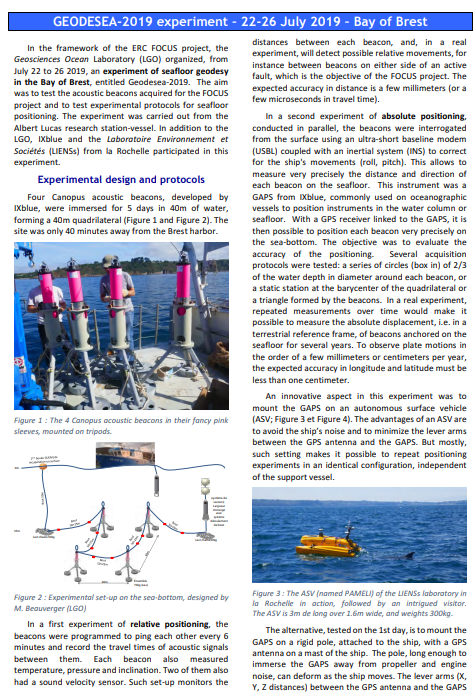 GEODESEA-2019 experiment – 22-26 July 2019 – Bay of Brest
In the framework of the ERC FOCUS project, the
Geosciences Ocean Laboratory (LGO) organized, from
July 22 to 26 2019, an experiment of seafloor geodesy
in the Bay of Brest, entitled Geodesea-2019. The aim
was to test the acoustic beacons acquired for the FOCUS
project and to test experimental protocols for seafloor
positioning. The experiment was carried out from the
Albert Lucas research station-vessel. In addition to the
LGO, IXblue and the Laboratoire Environnement et
Sociétés (LIENSs) from la Rochelle participated in this
experiment.
Experimental design and protocols
Four Canopus acoustic beacons, developed by
IXblue, were immersed for 5 days in 40m of water,
forming a 40m quadrilateral (Figure 1 and Figure 2). The
site was only 40 minutes away from the Brest harbor.
Figure 1 : The 4 Canopus acoustic beacons in their fancy pink
sleeves, mounted on tripods.
Figure 2 : Experimental set-up on the sea-bottom, designed by
M. Beauverger (LGO)
In a first experiment of relative positioning, the
beacons were programmed to ping each other every 6
minutes and record the travel times of acoustic signals
between them. Each beacon also measured
temperature, pressure and inclination. Two of them also
had a sound velocity sensor. Such set-up monitors the
distances between each beacon, and, in a real
experiment, will detect possible relative movements, for
instance between beacons on either side of an active
fault, which is the objective of the FOCUS project. The
expected accuracy in distance is a few millimeters (or a
few microseconds in travel time).
In a second experiment of absolute positioning,
conducted in parallel, the beacons were interrogated
from the surface using an ultra-short baseline modem
(USBL) coupled with an inertial system (INS) to correct
for the ship's movements (roll, pitch). This allows to
measure very precisely the distance and direction of
each beacon on the seafloor. This instrument was a
GAPS from IXblue, commonly used on oceanographic
vessels to position instruments in the water column or
seafloor. With a GPS receiver linked to the GAPS, it is
then possible to position each beacon very precisely on
the sea-bottom. The objective was to evaluate the
accuracy of the positioning. Several acquisition
protocols were tested: a series of circles (box in) of 2/3
of the water depth in diameter around each beacon, or
a static station at the barycenter of the quadrilateral or
a triangle formed by the beacons. In a real experiment,
repeated measurements over time would make it
possible to measure the absolute displacement, i.e. in a
terrestrial reference frame, of beacons anchored on the
seafloor for several years. To observe plate motions in
the order of a few millimeters or centimeters per year,
the expected accuracy in longitude and latitude must be
less than one centimeter.
An innovative aspect in this experiment was to
mount the GAPS on an autonomous surface vehicle
(ASV; Figure 3 et Figure 4). The advantages of an ASV are
to avoid the ship's noise and to minimize the lever arms
between the GPS antenna and the GAPS. But mostly,
such setting makes it possible to repeat positioning
experiments in an identical configuration, independent
of the support vessel.
Figure 3 : The ASV (named PAMELI) of the LIENSs laboratory in
la Rochelle in action, followed by an intrigued visitor.
The ASV is 3m de long over 1.6m wide, and weights 300kg.
The alternative, tested on the 1st day, is to mount the
GAPS on a rigid pole, attached to the ship, with a GPS
antenna on a mast of the ship. The pole, long enough to
immerse the GAPS away from propeller and engine
noise, can deform as the ship moves. The lever arms (X,
Y, Z distances) between the GPS antenna and the GAPS